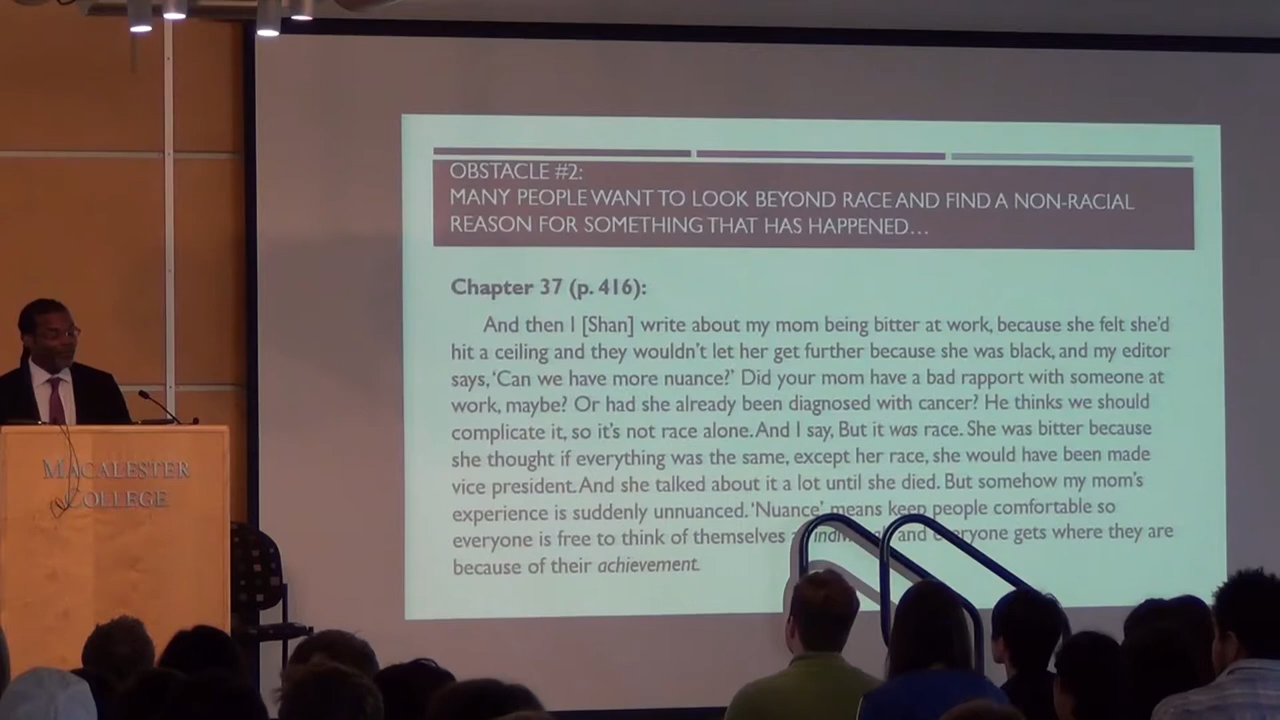 OBSTACLE #2:
MANY PEOPLE WANT TO LOOK BEYOND RACE AND FIND A NON-RACIAL
REASON FOR SOMETHING THAT HAS HAPPENED…
Chapter 37 (p. 416):
And then I [Shan] write about my mom being bitter at work, because she felt she'd
hit a ceiling and they wouldn't let her get further because she was black, and my editor
says, 'Can we have more nuance?' Did your mom have a bad rapport with someone at
work, maybe? Or had she already been diagnosed with cancer? He thinks we should
complicate it, so it's not race alone. And I say, But it was race. She was bitter because
she thought if everything was the same, except her race, she would have been made
vice president. And she talked about it a lot until she died. But somehow my mom's
experience is suddenly unnuanced. 'Nuance' means keep people comfortable so
everyone is free to think of themselves and everyone gets where they are
because of their achievement.
MACALESTER
COLLEGE